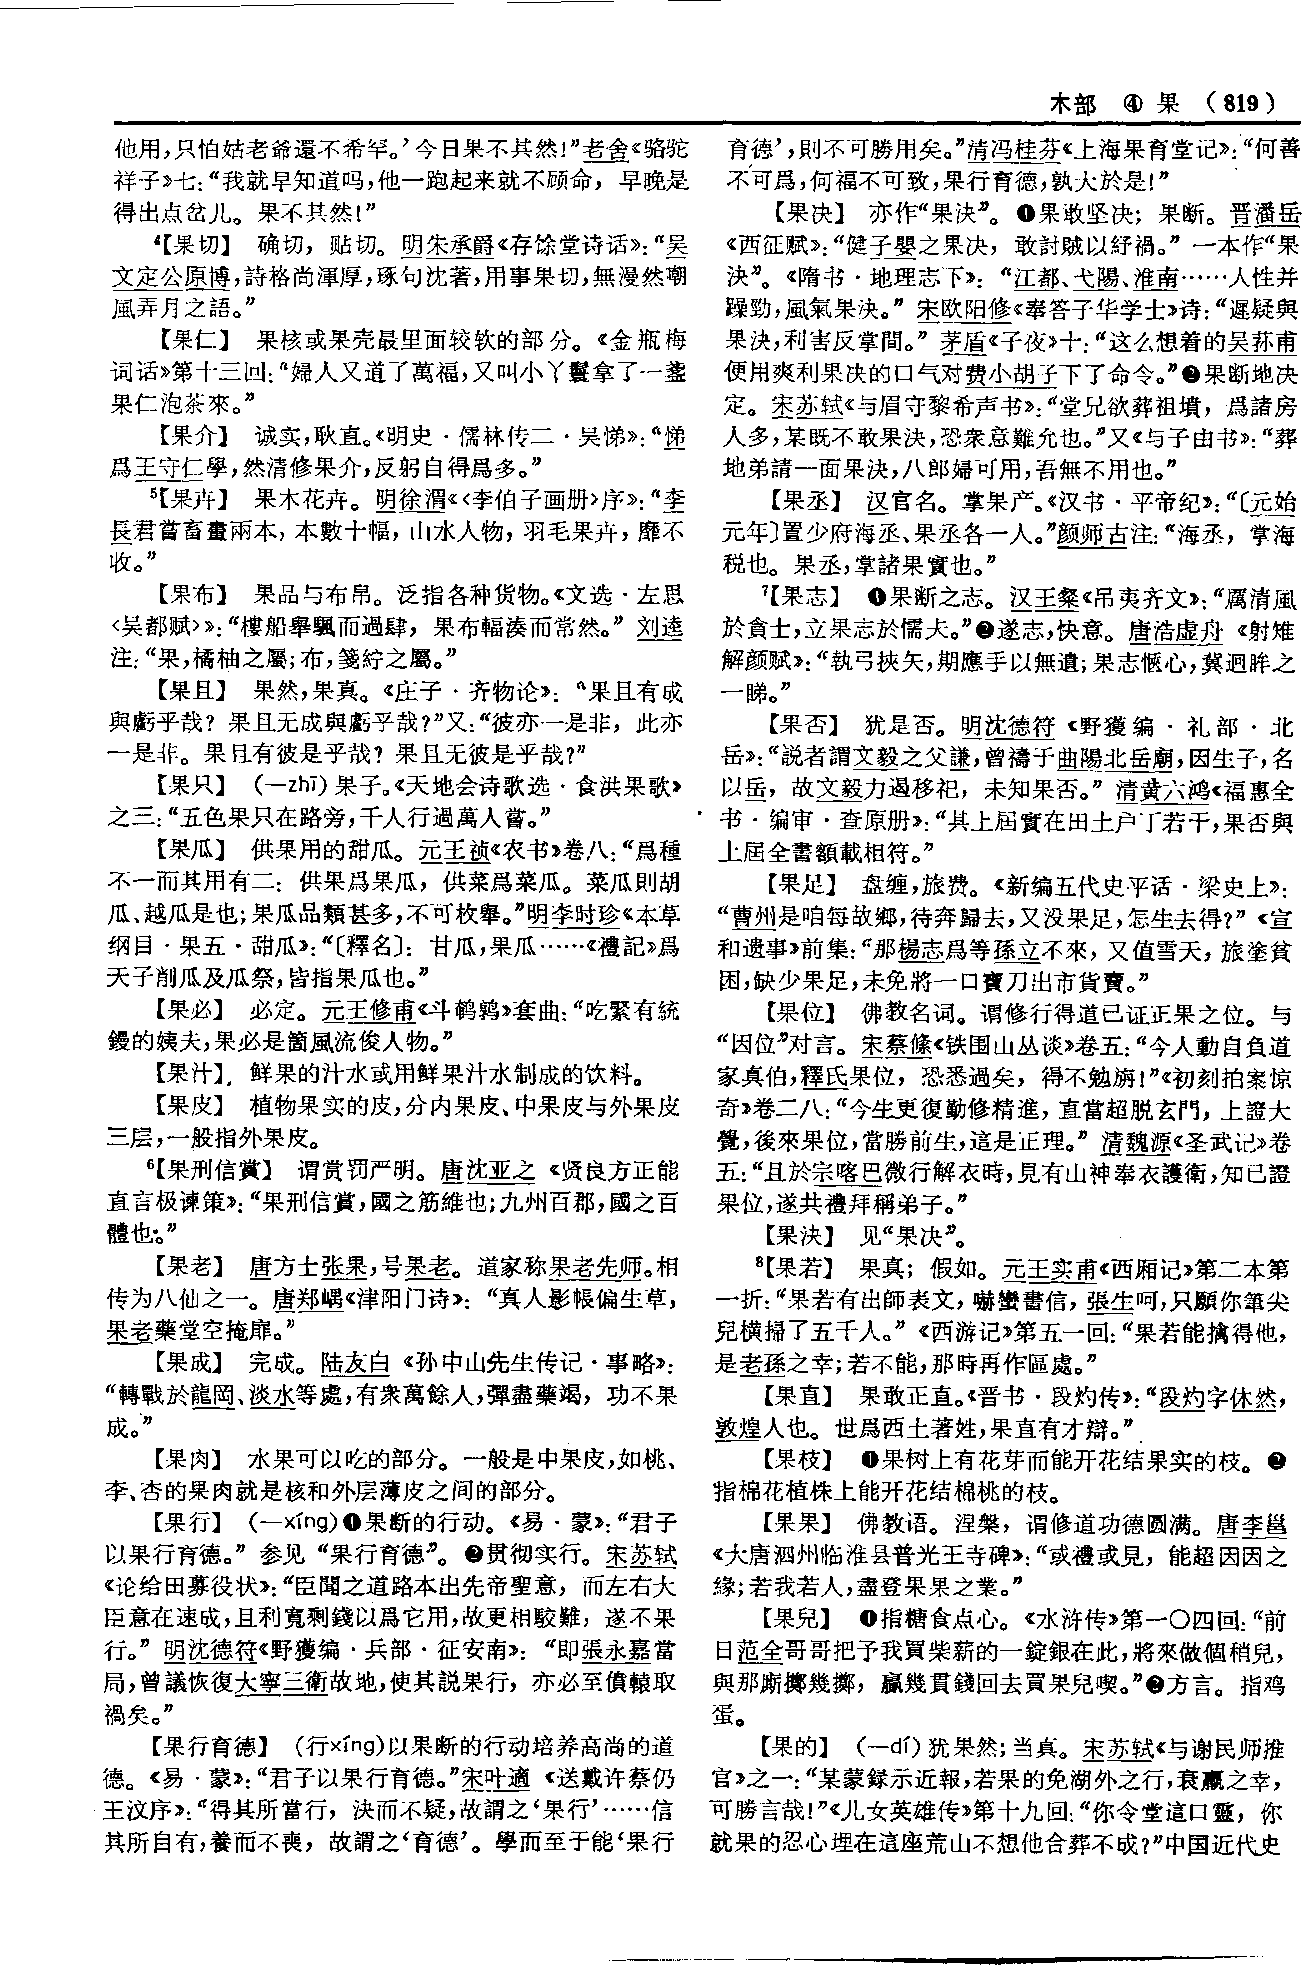 木部 ④ 果 （819）
他用，只怕姑老爺還不希罕。’今日果不其然！”老舍《骆驼
祥子》七：“我就早知道吗，他一跑起来就不顾命，早晚是
得出点岔儿。果不其然！”
⁴【果切】 确切，贴切。明朱承爵《存馀堂诗话》：“吴
文定公原博，詩格尚渾厚，琢句沈著，用事果切，無漫然嘲
風弄月之語。”
【果仁】 果核或果壳最里面较软的部分。《金瓶梅
词话》第十三回：“婦人又道了萬福，又叫小丫鬟拿了一盞
果仁泡茶來。”
【果介】 诚实，耿直。《明史·儒林传二·吴悌》：“悌
爲王守仁學，然清修果介，反躬自得爲多。”
⁵【果卉】 果木花卉。明徐渭《〈李伯子画册〉序》：“李
長君嘗畜畫兩本，本數十幅，山水人物，羽毛果卉，靡不
收。”
【果布】 果品与布帛。泛指各种货物。《文选·左思
〈吴都赋〉》：“樓船舉颿而過肆，果布輻湊而常然。”刘逵
注：“果，橘柚之屬；布，箋紵之屬。”
【果且】 果然，果真。《庄子·齐物论》：“果且有成
與虧乎哉？果且无成與虧乎哉？”又：“彼亦一是非，此亦
一是非。果且有彼是乎哉？果且无彼是乎哉？”
【果只】 （—zhī）果子。《天地会诗歌选·食洪果歌》
之三：“五色果只在路旁，千人行過萬人嘗。”
【果瓜】 供果用的甜瓜。元王祯《农书》卷八：“爲種
不一而其用有二：供果爲果瓜，供菜爲菜瓜。菜瓜則胡
瓜、越瓜是也；果瓜品類甚多，不可枚舉。”明李时珍《本草
纲目·果五·甜瓜》：“〔釋名〕：甘瓜，果瓜……《禮記》爲
天子削瓜及瓜祭，皆指果瓜也。”
【果必】 必定。元王修甫《斗鹌鹑》套曲：“吃緊有統
鏝的姨夫，果必是箇風流俊人物。”
【果汁】 鲜果的汁水或用鲜果汁水制成的饮料。
【果皮】 植物果实的皮，分内果皮、中果皮与外果皮
三层，一般指外果皮。
⁶【果刑信賞】 谓赏罚严明。唐沈亚之《贤良方正能
直言极谏策》：“果刑信賞，國之筋維也；九州百郡，國之百
體也。”
【果老】 唐方士张果，号果老。道家称果老先师。相
传为八仙之一。唐郑嵎《津阳门诗》：“真人影帳偏生草，
果老藥堂空掩扉。”
【果成】 完成。陆友白《孙中山先生传记·事略》：
“轉戰於龍岡、淡水等處，有衆萬餘人，彈盡藥竭，功不果
成。”
【果肉】 水果可以吃的部分。一般是中果皮，如桃、
李、杏的果肉就是核和外层薄皮之间的部分。
【果行】 （—xíng）❶果断的行动。《易·蒙》：“君子
以果行育德。”参见“果行育德”。❷贯彻实行。宋苏轼
《论给田募役状》：“臣聞之道路本出先帝聖意，而左右大
臣意在速成，且利寬剩錢以爲它用，故更相駮難，遂不果
行。”明沈德符《野獲编·兵部·征安南》：“即張永嘉當
局，曾議恢復大寧三衛故地，使其説果行，亦必至僨轅取
禍矣。”
【果行育德】 （行xíng）以果断的行动培养高尚的道
德。《易·蒙》：“君子以果行育德。”宋叶適《送戴许蔡仍
王汶序》：“得其所當行，決而不疑，故謂之‘果行’……信
其所自有，養而不喪，故謂之‘育德’。學而至于能‘果行
育德’，則不可勝用矣。”清冯桂芬《上海果育堂记》：“何善
不可爲，何福不可致，果行育德，孰大於是！”
【果决】 亦作“果決”。❶果敢坚决；果断。晋潘岳
《西征赋》：“健子嬰之果决，敢討賊以紓禍。”一本作“果
決”。《隋书·地理志下》：“江都、弋陽、淮南……人性并
躁勁，風氣果決。”宋欧阳修《奉答子华学士》诗：“遲疑與
果決，利害反掌間。”茅盾《子夜》十：“这么想着的吴荪甫
便用爽利果决的口气对费小胡子下了命令。”❷果断地决
定。宋苏轼《与眉守黎希声书》：“堂兄欲葬祖墳，爲諸房
人多，某既不敢果決，恐衆意難允也。”又《与子由书》：“葬
地弟請一面果決，八郎婦可用，吾無不用也。”
【果丞】 汉官名。掌果产。《汉书·平帝纪》：“〔元始
元年〕置少府海丞、果丞各一人。”颜师古注：“海丞，掌海
税也。果丞，掌諸果實也。”
⁷【果志】 ❶果断之志。汉王粲《吊夷齐文》：“厲清風
於貪士，立果志於懦夫。”❷遂志，快意。唐浩虚舟《射雉
解颜赋》：“執弓挾矢，期應手以無遺；果志愜心，冀迴眸之
一睇。”
【果否】 犹是否。明沈德符《野獲编·礼部·北
岳》：“説者謂文毅之父謙，曾禱于曲陽北岳廟，因生子，名
以岳，故文毅力遏移祀，未知果否。”清黄六鸿《福惠全
书·编审·查原册》：“其上屆實在田土户丁若干，果否與
上屆全書額載相符。”
【果足】 盘缠，旅费。《新编五代史平话·梁史上》：
“曹州是咱每故鄉，待奔歸去，又没果足，怎生去得？”《宣
和遗事》前集：“那楊志爲等孫立不來，又值雪天，旅塗貧
困，缺少果足，未免將一口寶刀出市貨賣。”
【果位】 佛教名词。谓修行得道已证正果之位。与
“因位”对言。宋蔡絛《铁围山丛谈》卷五：“今人動自負道
家真伯，釋氏果位，恐悉過矣，得不勉旃！”《初刻拍案惊
奇》卷二八：“今生更復勤修精進，直當超脱玄門，上證大
覺，後來果位，當勝前生，這是正理。”清魏源《圣武记》卷
五：“且於宗喀巴微行解衣時，見有山神奉衣護衛，知已證
果位，遂共禮拜稱弟子。”
【果決】 见“果决”。
⁸【果若】 果真；假如。元王实甫《西厢记》第二本第
一折：“果若有出師表文，嚇蠻書信，張生呵，只願你筆尖
兒横掃了五千人。”《西游记》第五一回：“果若能擒得他，
是老孫之幸；若不能，那時再作區處。”
【果直】 果敢正直。《晋书·段灼传》：“段灼字休然，
敦煌人也。世爲西土著姓，果直有才辯。”
【果枝】 ❶果树上有花芽而能开花结果实的枝。❷
指棉花植株上能开花结棉桃的枝。
【果果】 佛教语。涅槃，谓修道功德圆满。唐李邕
《大唐泗州临淮县普光王寺碑》：“或禮或見，能超因因之
緣；若我若人，盡登果果之業。”
【果兒】 ❶指糖食点心。《水浒传》第一〇四回：“前
日范全哥哥把予我買柴薪的一錠銀在此，將來做個稍兒，
與那廝擲幾擲，贏幾貫錢回去買果兒喫。”❷方言。指鸡
蛋。
【果的】 （—dí）犹果然；当真。宋苏轼《与谢民师推
官》之一：“某蒙録示近報，若果的免湖外之行，衰羸之幸，
可勝言哉！”《儿女英雄传》第十九回：“你令堂這口靈，你
就果的忍心埋在這座荒山不想他合葬不成？”中国近代史